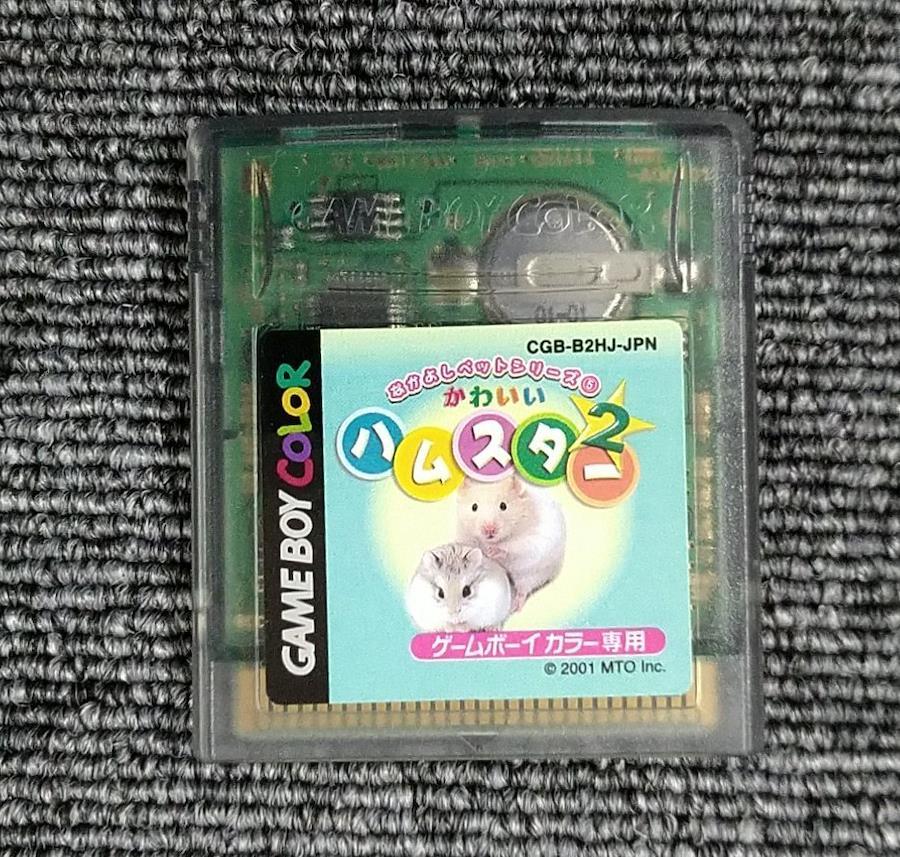 GAME BOY COLOR
GAME BOY COLOR
CGB-B2HJ-JPN
なかよしペットシリーズ⑤
かわいい
ハムスター2
ゲームボーイカラー専用
© 2001 MTO Inc.